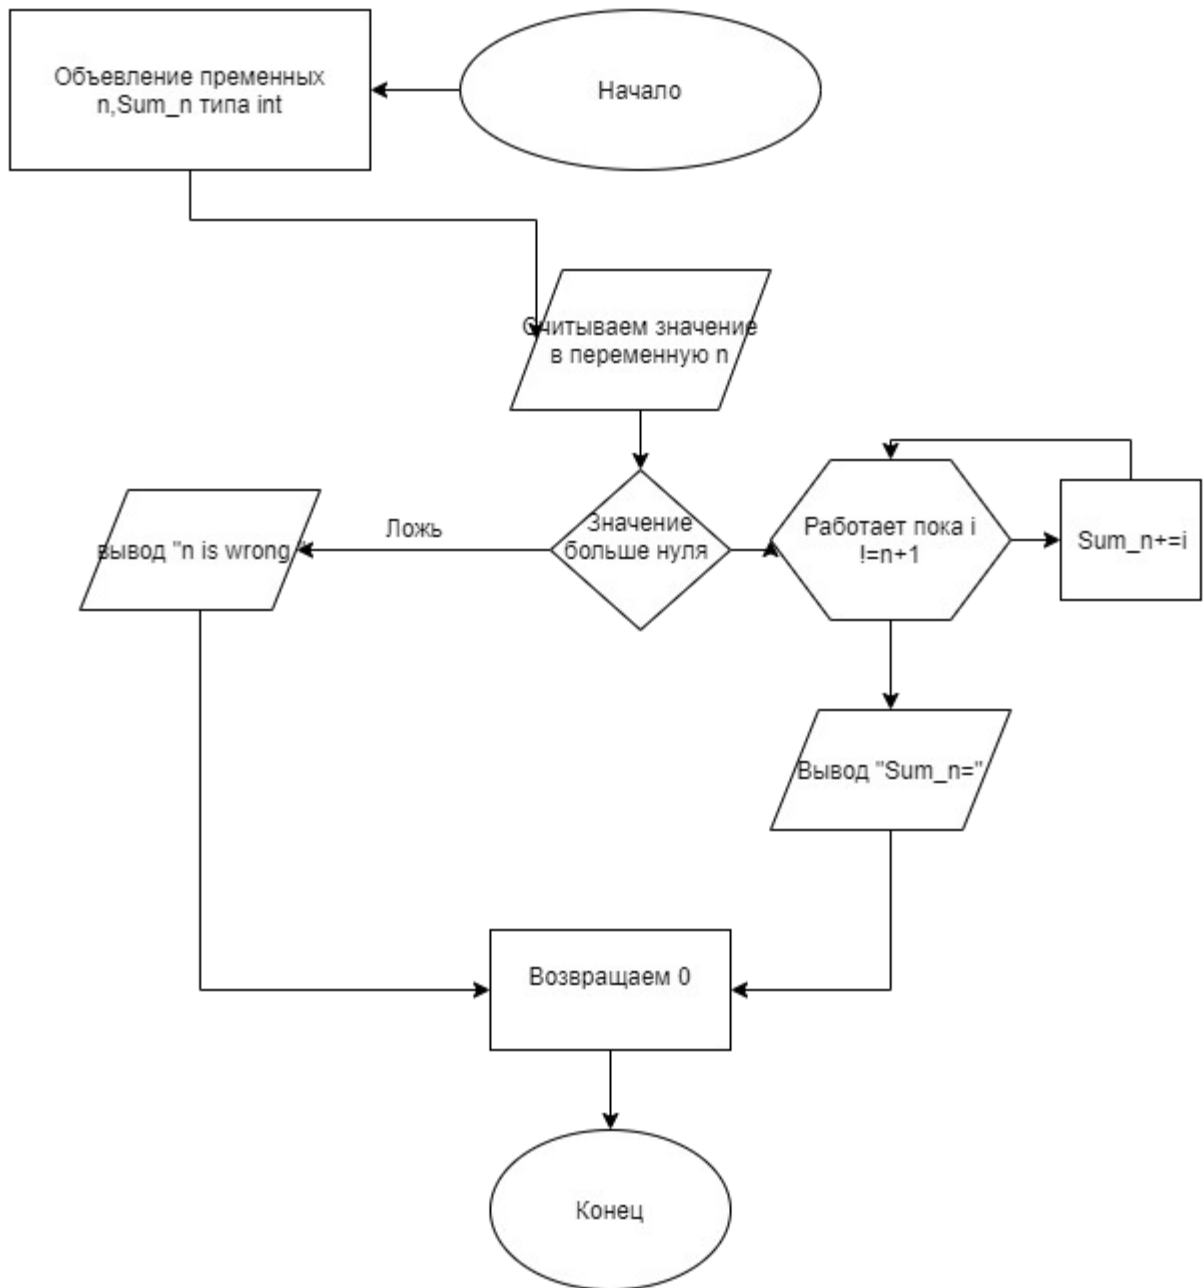 Начало
Объевление пременных
n,Sum_n типа int
Считываем значение
в переменную n
Значение
больше нуля
Ложь
вывод "n is wrong "
Работает пока i
!=n+1
Sum_n+=i
Вывод "Sum_n="
Возвращаем 0
Конец